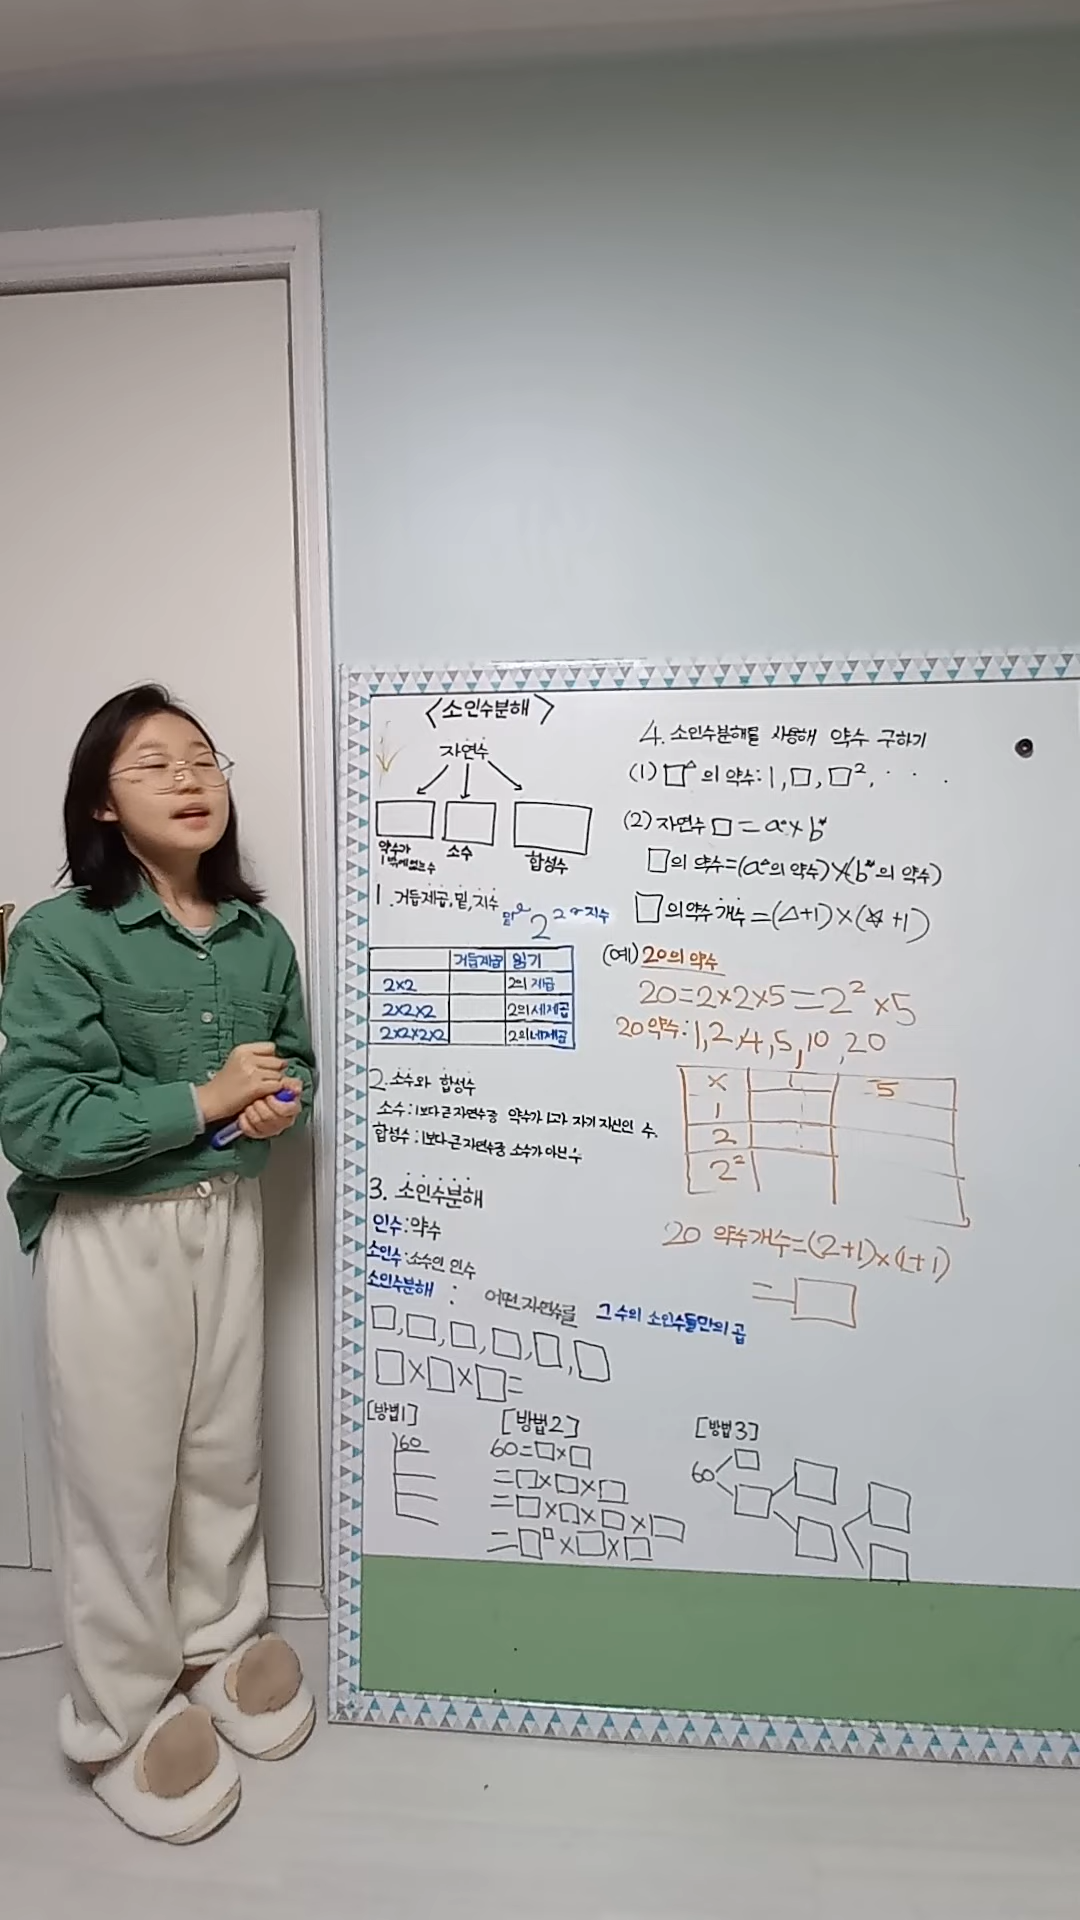 <소인수분해>
자연수
약수가
1밖에 없는 수
소수
합성수
1. 거듭제곱, 밑, 지수
밑 2² 지수
거듭제곱 읽기
2×2 2의 제곱
2×2×2 2의 세제곱
2×2×2×2 2의 네제곱
2. 소수와 합성수
소수 : 1보다 큰 자연수중 약수가 1과 자기 자신인 수.
합성수 : 1보다 큰 자연수중 소수가 아닌 수
3. 소인수분해
인수 : 약수
소인수 : 소수인 인수
소인수분해 : 어떤 자연수를 그 수의 소인수들만의 곱
□, □, □, □, □, □
□×□×□=
[방법1]
60
[방법2]
60=□×□
=□×□×□
=□×□×□×□
=□^□×□×□
[방법3]
60
4. 소인수분해를 사용해 약수 구하기
(1) □^△의 약수: 1, □, □², · · ·
(2) 자연수 □ = a^△×b^☆
□의 약수=(a^△의 약수)×(b^☆의 약수)
□의 약수 개수=(△+1)×(☆+1)
(예) 20의 약수
20=2×2×5=2²×5
20 약수: 1, 2, 4, 5, 10, 20
× 1 5
1
2
2²
20 약수 개수=(2+1)×(1+1)
=□